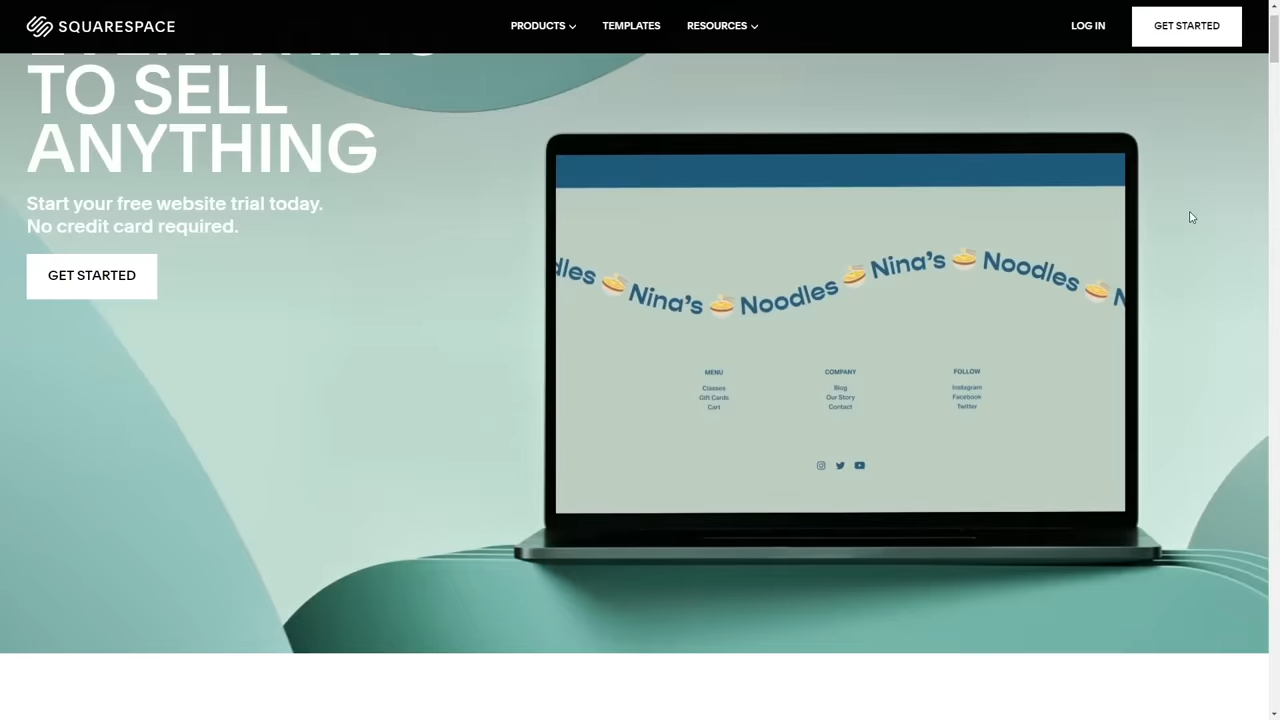 SQUARESPACE
PRODUCTS
TEMPLATES
RESOURCES
LOG IN
GET STARTED
TO SELL
ANYTHING
Start your free website trial today.
No credit card required.
GET STARTED
Nina's Noodles Nina's Noodles
MENU
Classes
Gift Cards
Cart
COMPANY
Blog
Our Story
Contact
FOLLOW
Instagram
Facebook
Twitter